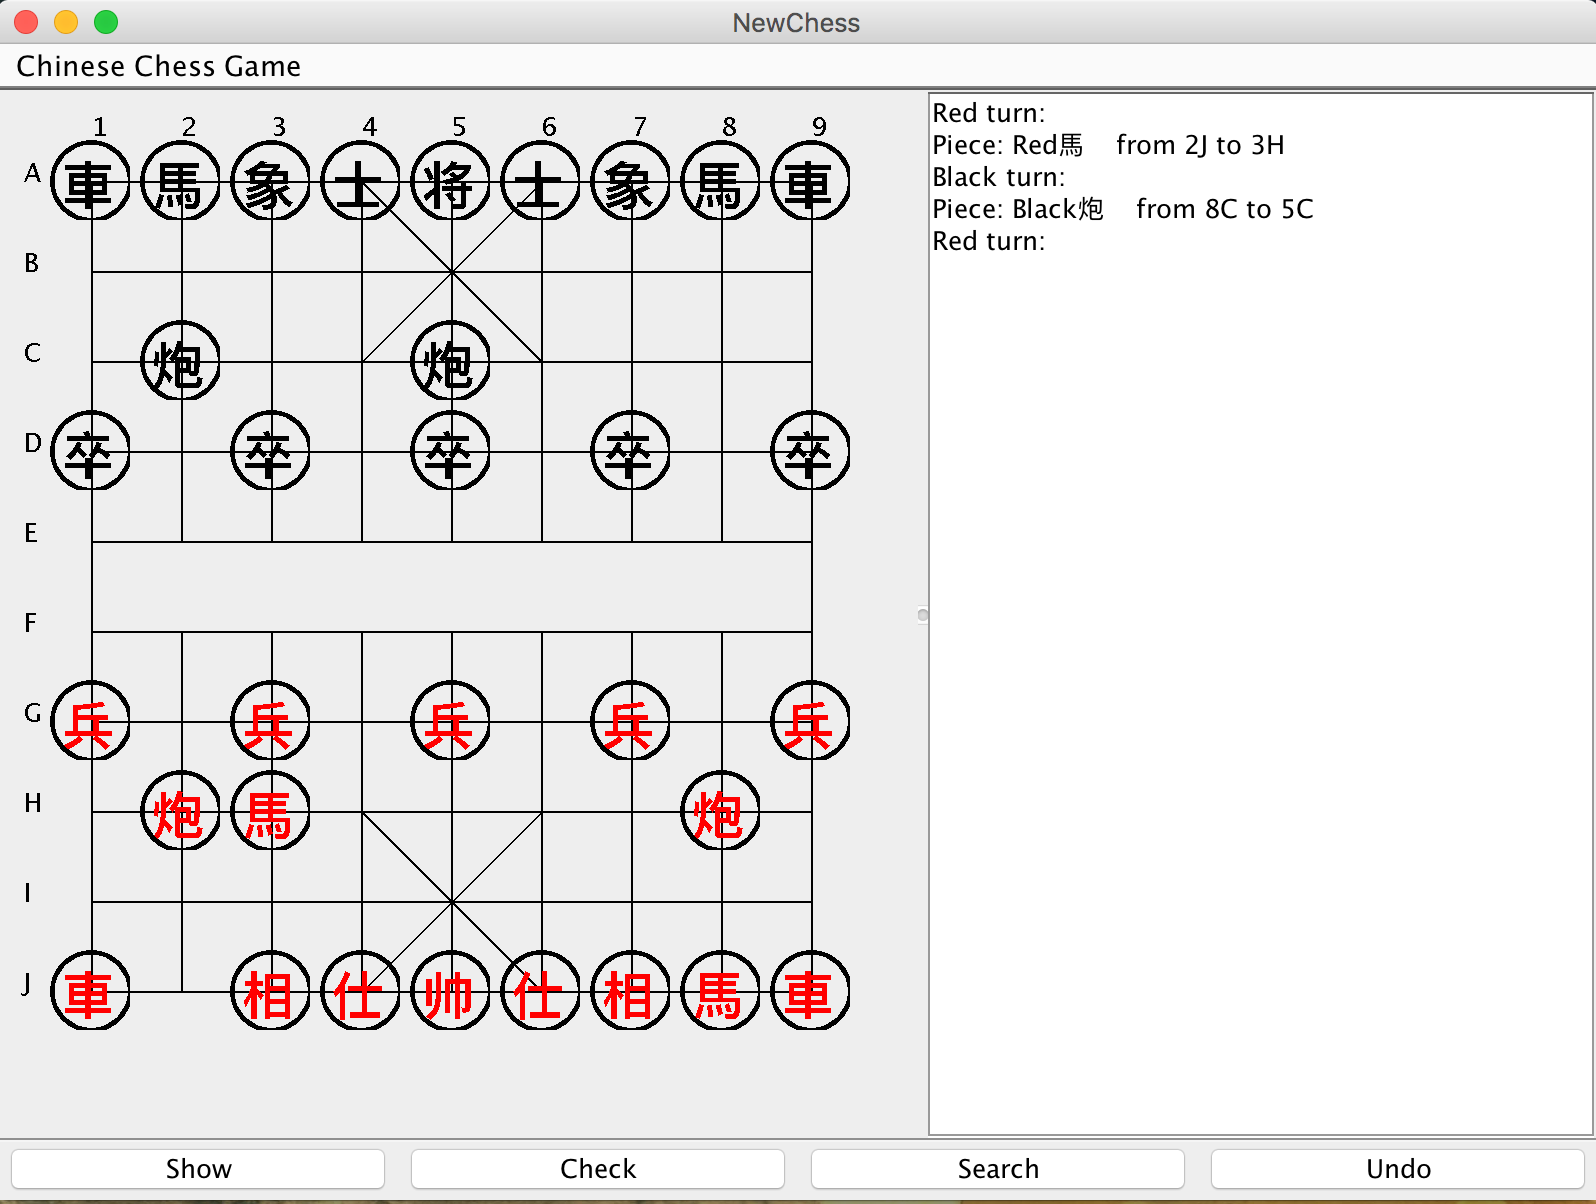 NewChess
Chinese Chess Game
1 2 3 4 5 6 7 8 9
A 車 馬 象 士 将 士 象 馬 車
B
C 炮 炮
D 卒 卒 卒 卒 卒
E
F
G 兵 兵 兵 兵 兵
H 炮 馬 炮
I
J 車 相 仕 帅 仕 相 馬 車
Red turn:
Piece: Red馬 from 2J to 3H
Black turn:
Piece: Black炮 from 8C to 5C
Red turn:
Show Check Search Undo